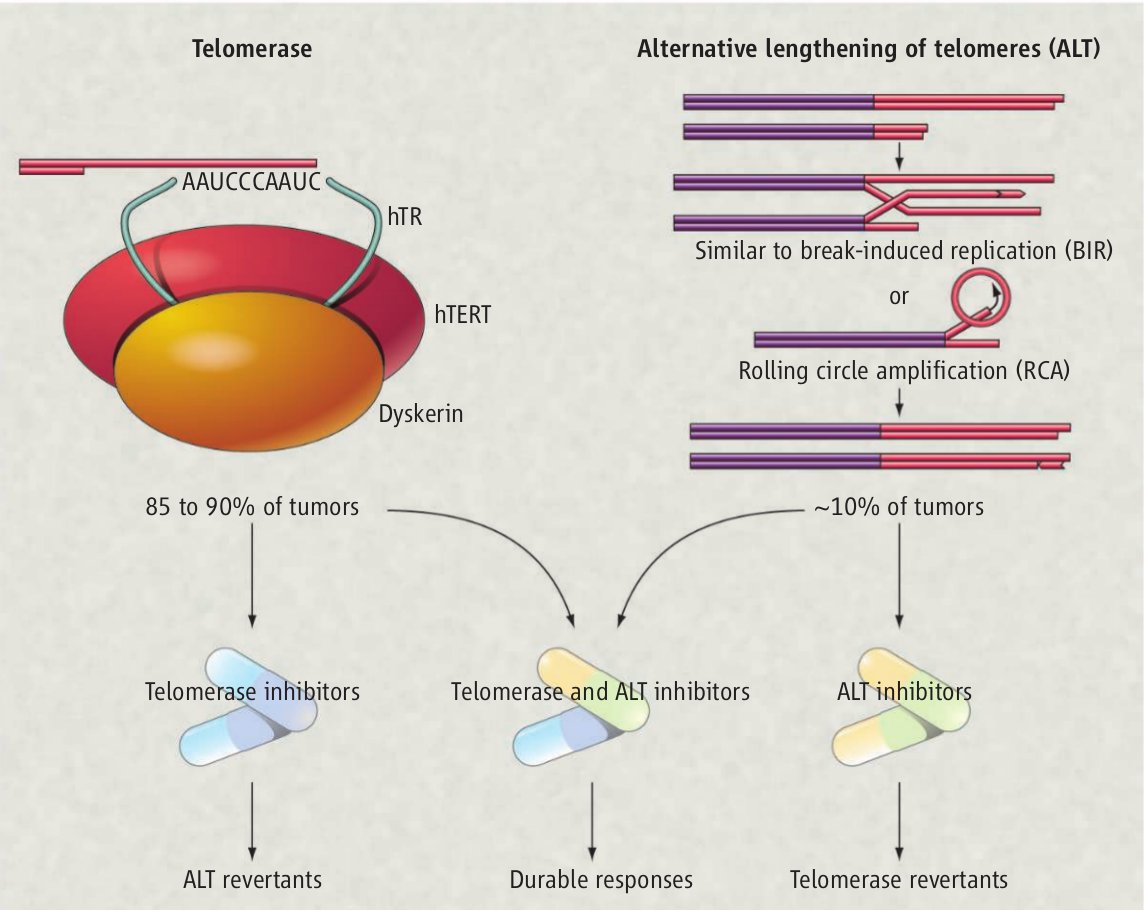 Telomerase
Alternative lengthening of telomeres (ALT)
AAUCCCAAUC
hTR
hTERT
Dyskerin
Similar to break-induced replication (BIR)
or
Rolling circle amplification (RCA)
85 to 90% of tumors
~10% of tumors
Telomerase inhibitors
Telomerase and ALT inhibitors
ALT inhibitors
ALT revertants
Durable responses
Telomerase revertants